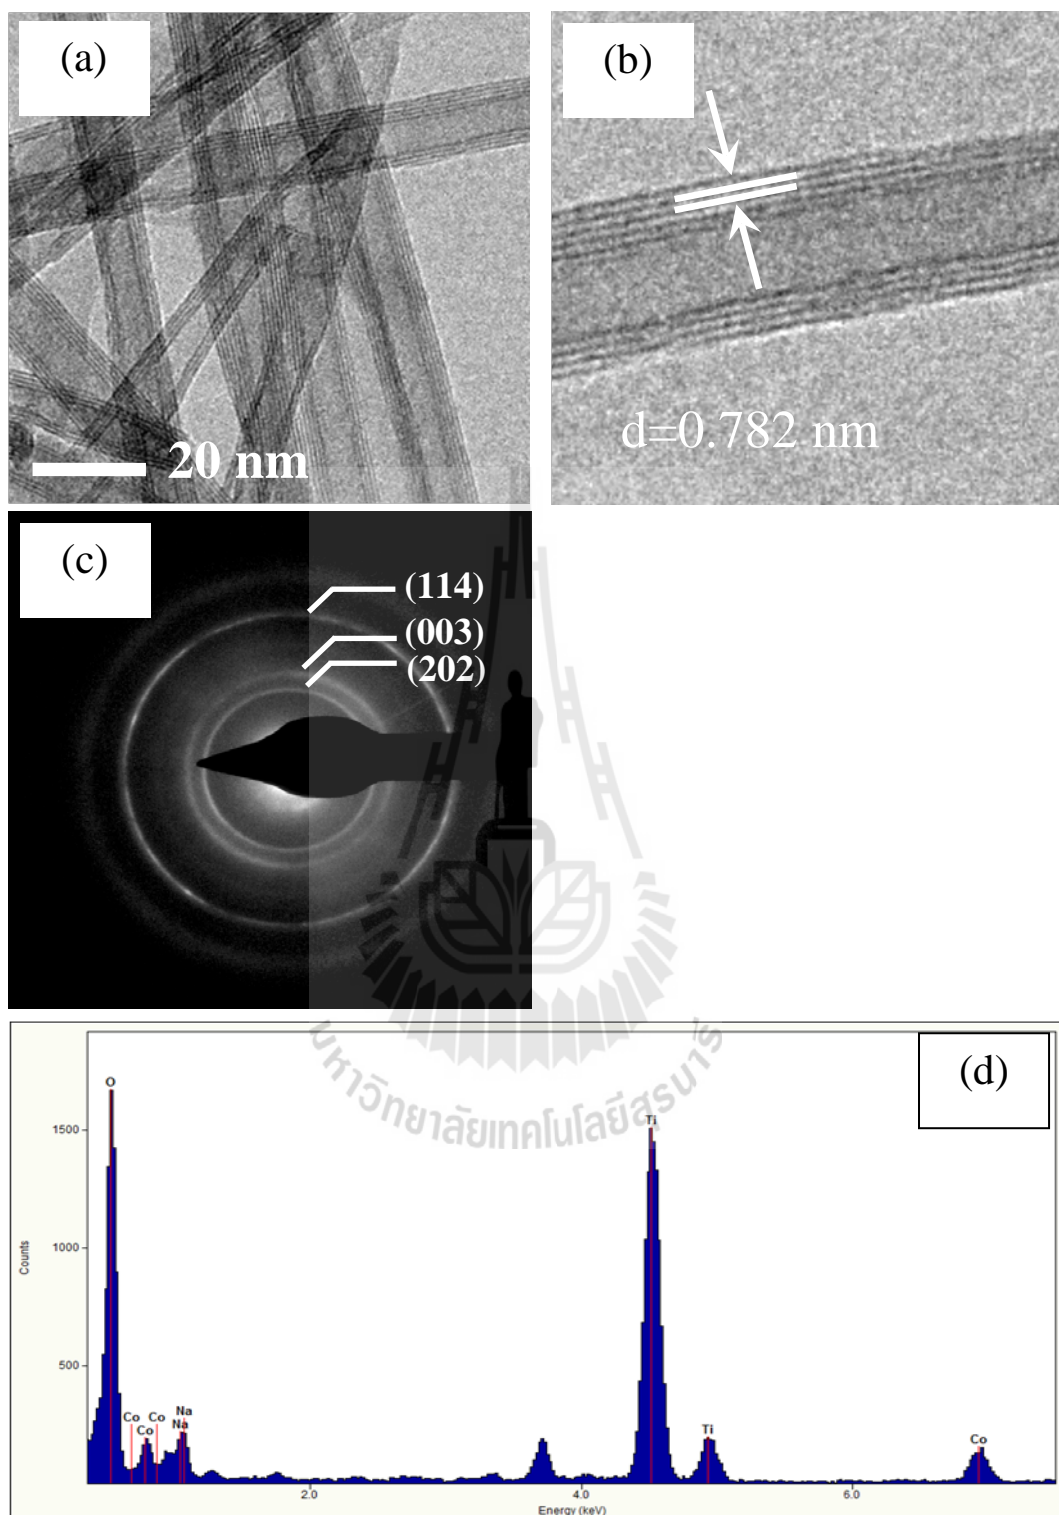 (a)
20 nm
(b)
d=0.782 nm
(c)
(114)
(003)
(202)
มหาวิทยาลัยเทคโนโลยีสุรนารี
(d)
O
Ti
1500
1000
500
Counts
Co
Co
Co
Na
Na
Ti
Co
2.0
4.0
6.0
Energy (keV)